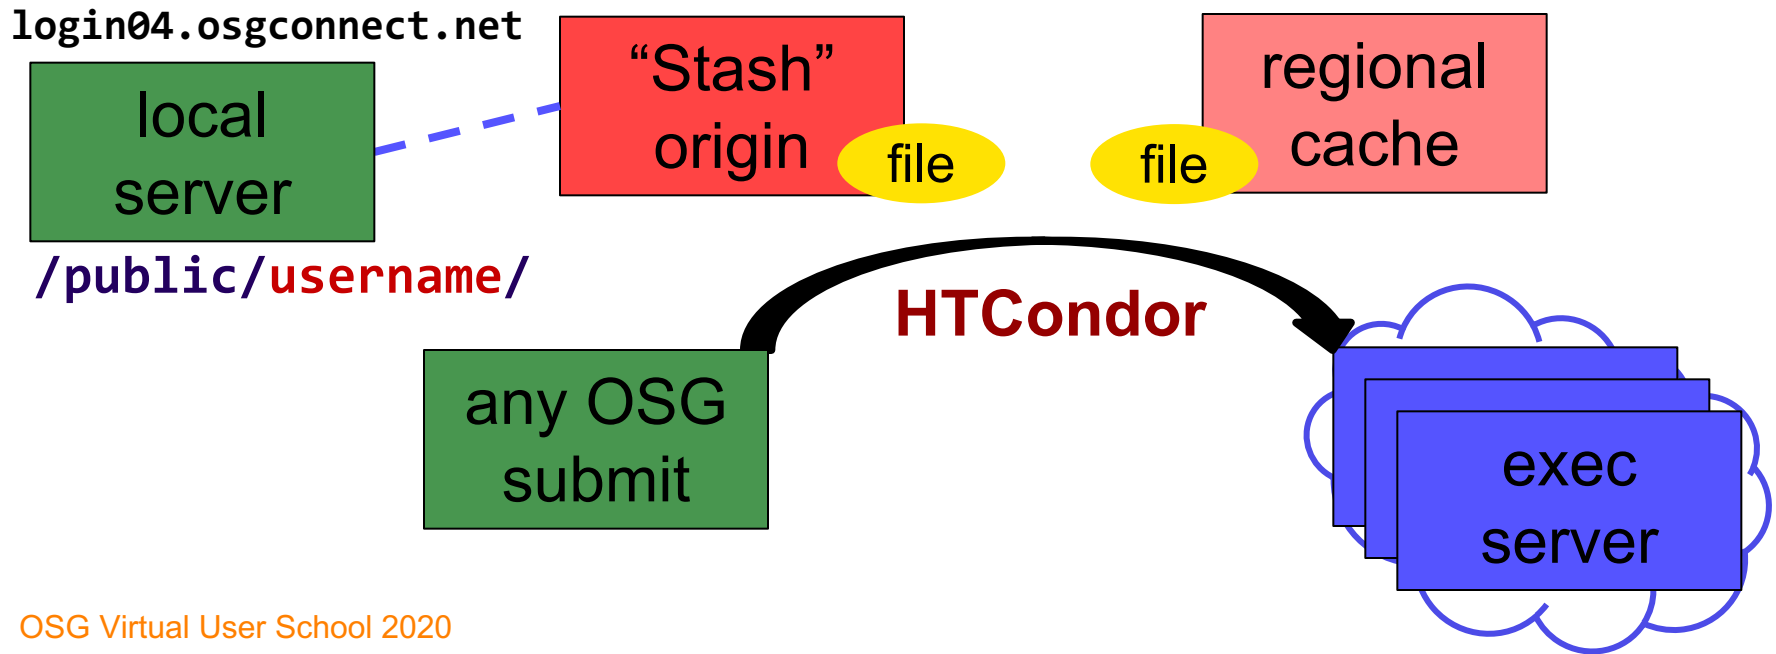 login04.osgconnect.net
local
server
/public/username/
“Stash”
origin
file
file
regional
cache
HTCondor
any OSG
submit
exec
server
OSG Virtual User School 2020